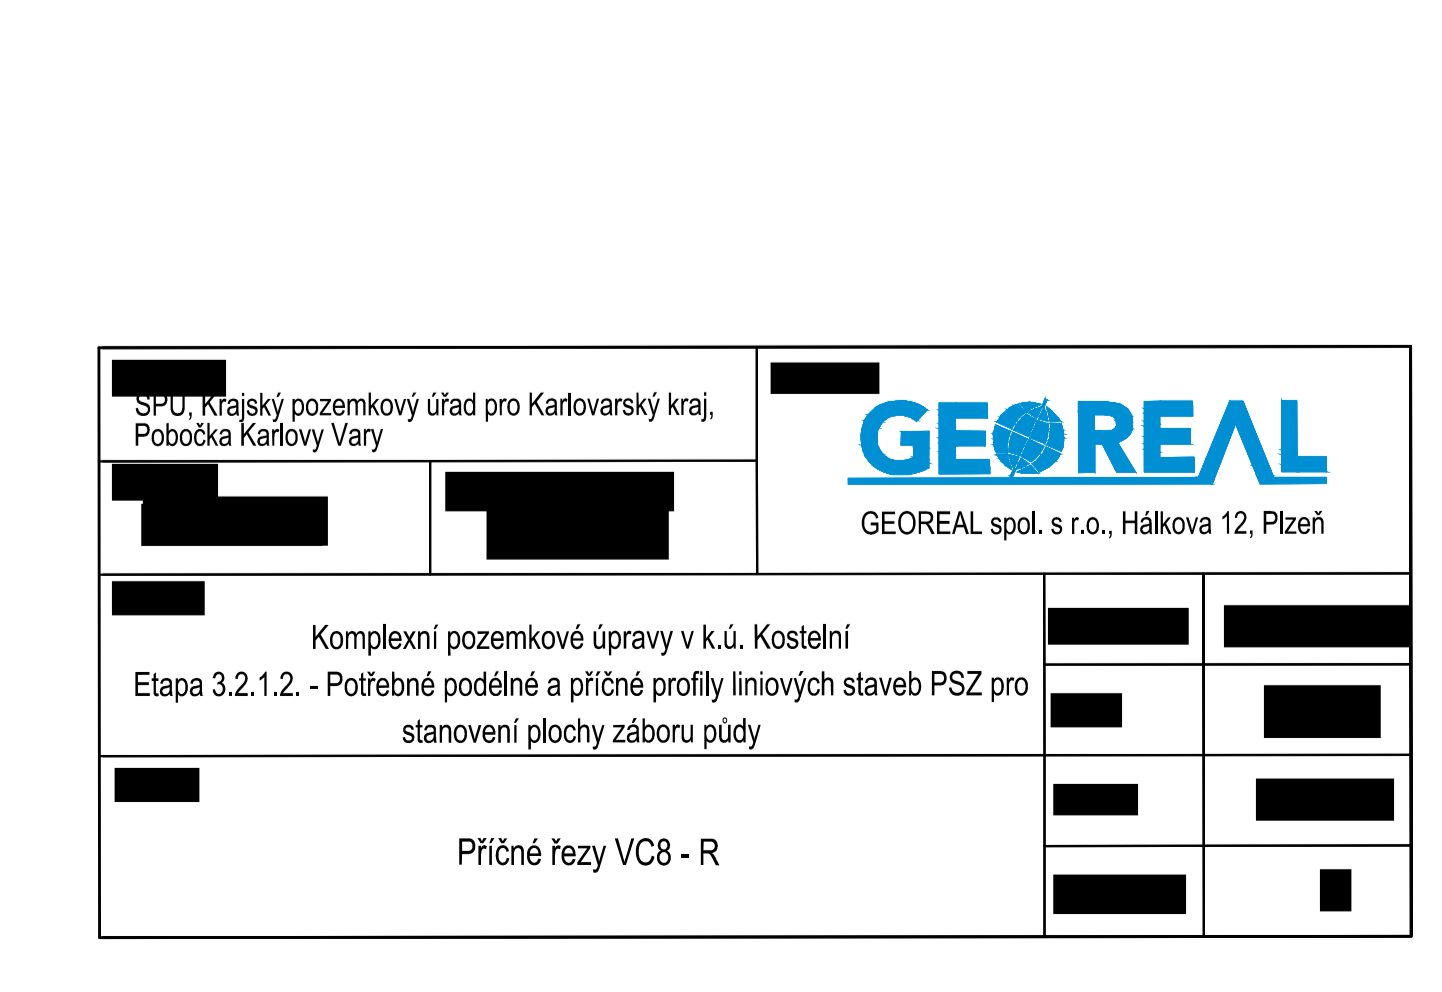 SPU, Krajský pozemkový úřad pro Karlovarský kraj,
Pobočka Karlovy Vary
GEOREAL
GEOREAL spol. s r.o., Hálkova 12, Plzeň
Komplexní pozemkové úpravy v k.ú. Kostelní
Etapa 3.2.1.2. - Potřebné podélné a příčné profily liniových staveb PSZ pro
stanovení plochy záboru půdy
Příčné řezy VC8 - R